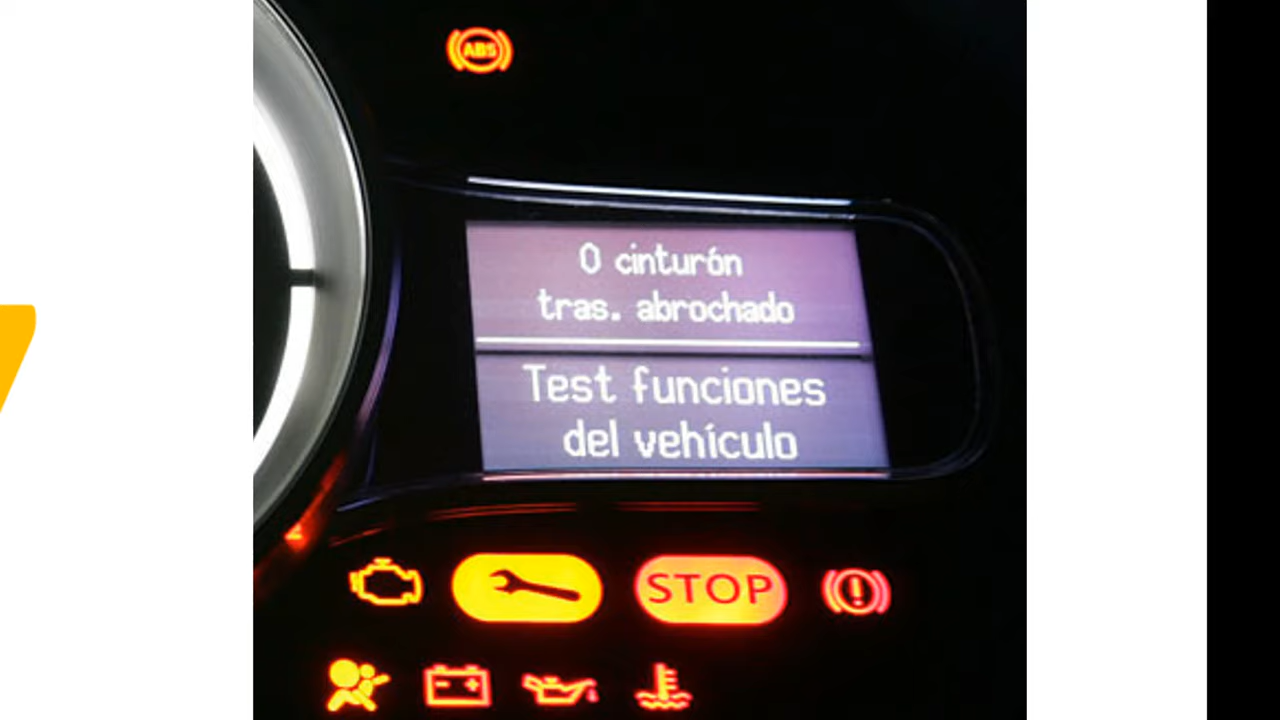 ABS
0 cinturón
tras. abrochado
Test funciones
del vehículo
STOP